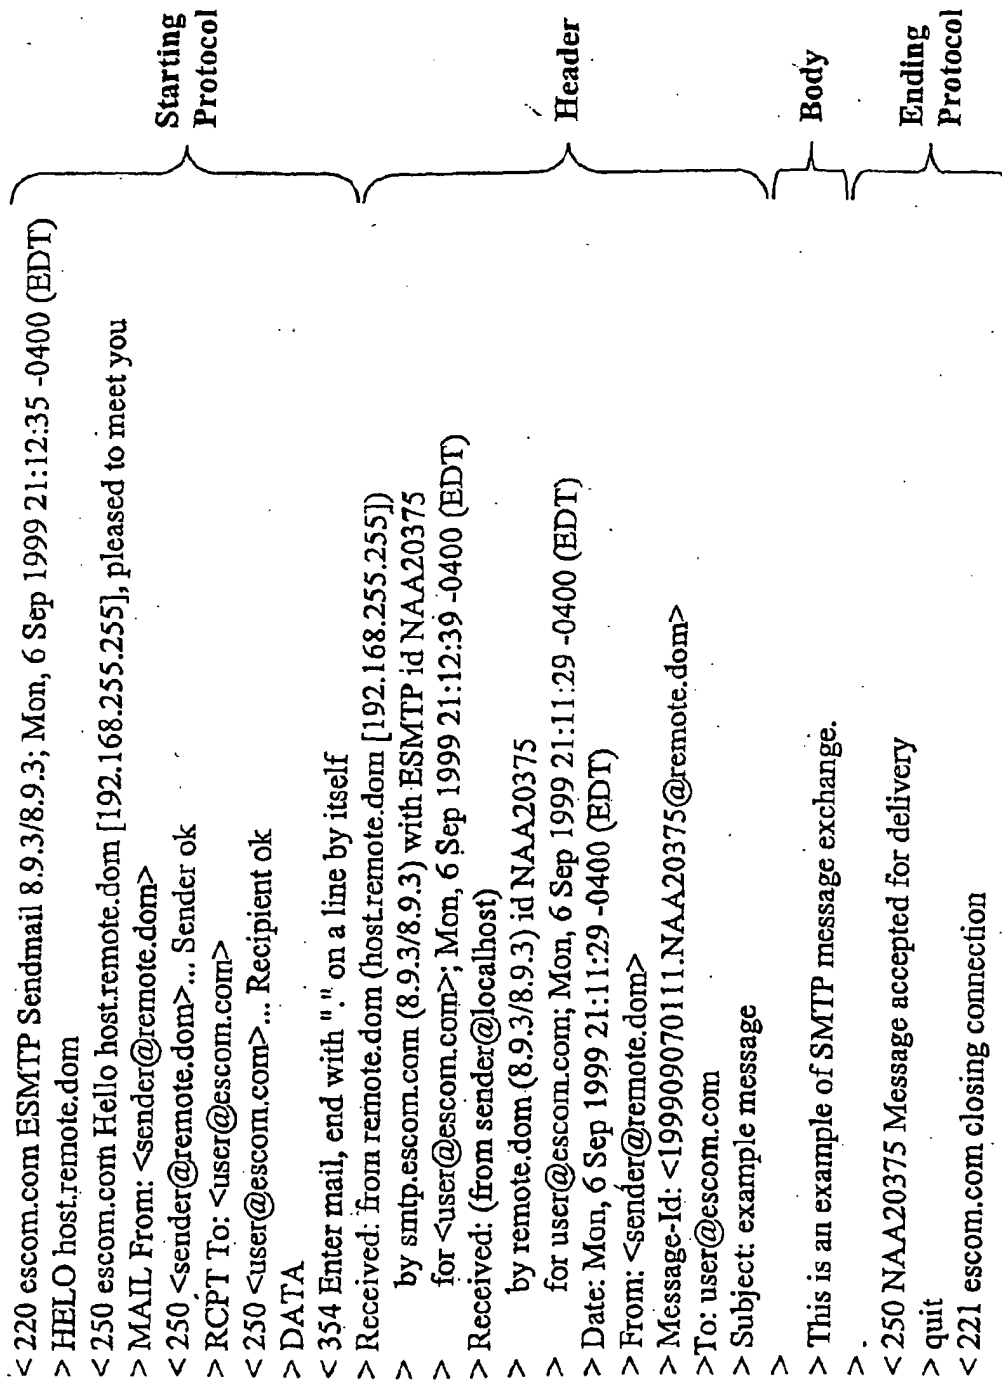 < 220 escom.com ESMTP Sendmail 8.9.3/8.9.3; Mon, 6 Sep 1999 21:12:35 -0400 (EDT)
> HELO host.remote.dom
< 250 escom.com Hello host.remote.dom [192.168.255.255], pleased to meet you
> MAIL From: <sender@remote.dom>
< 250 <sender@remote.dom>... Sender ok
> RCPT To: <user@escom.com>
< 250 <user@escom.com>... Recipient ok
> DATA
< 354 Enter mail, end with "." on a line by itself
> Received: from remote.dom (host.remote.dom [192.168.255.255])
> by smtp.escom.com (8.9.3/8.9.3) with ESMTP id NAA20375
> for <user@escom.com>; Mon, 6 Sep 1999 21:12:39 -0400 (EDT)
> Received: (from sender@localhost)
> by remote.dom (8.9.3/8.9.3) id NAA20375
> for user@escom.com; Mon, 6 Sep 1999 21:11:29 -0400 (EDT)
> Date: Mon, 6 Sep 1999 21:11:29 -0400 (EDT)
> From: <sender@remote.dom>
> Message-Id: <199909070111.NAA20375@remote.dom>
>To: user@escom.com
> Subject: example message
>
> This is an example of SMTP message exchange.
>.
< 250 NAA20375 Message accepted for delivery
> quit
< 221 escom.com closing connection
Starting
Protocol
Header
Body
Ending
Protocol